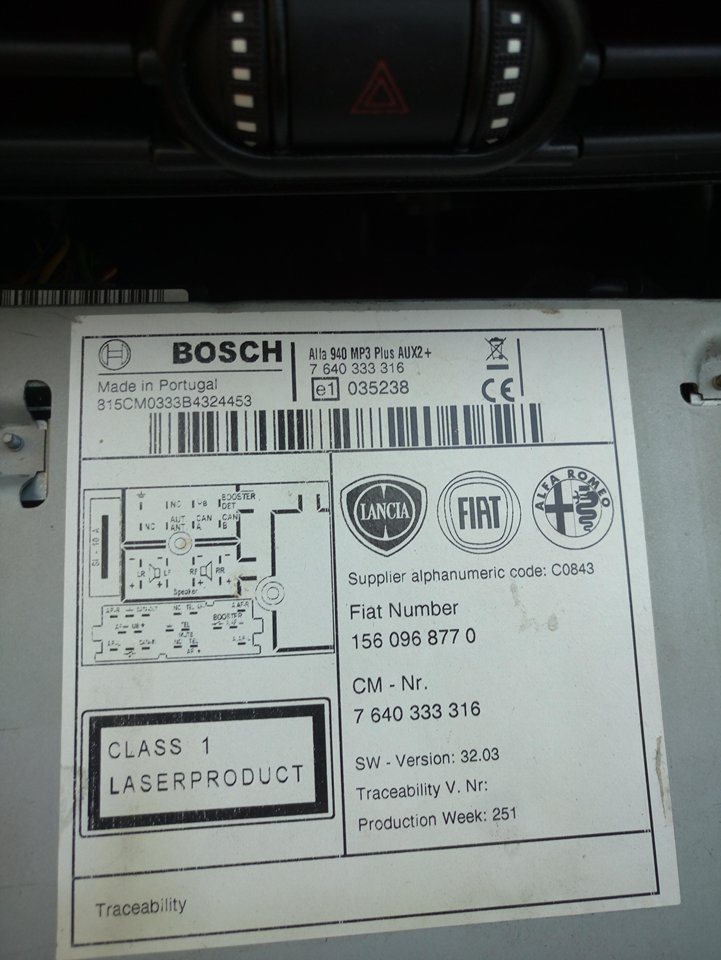 BOSCH
Alfa 940 MP3 Plus AUX2+
7 640 333 316
e1 035238
CE
Made in Portugal
815CM0333B4324453
NC +B BOOSTER DET
NC AUT ANT CAN A CAN B
SI - 10 A
- - - -
LR LF RF RR
+ + + +
Speaker
BOOSTER
LANCIA
FIAT
ALFA ROMEO
Supplier alphanumeric code: C0843
Fiat Number
156 096 877 0
CM - Nr.
7 640 333 316
SW - Version: 32.03
Traceability V. Nr:
Production Week: 251
CLASS 1
LASERPRODUCT
Traceability